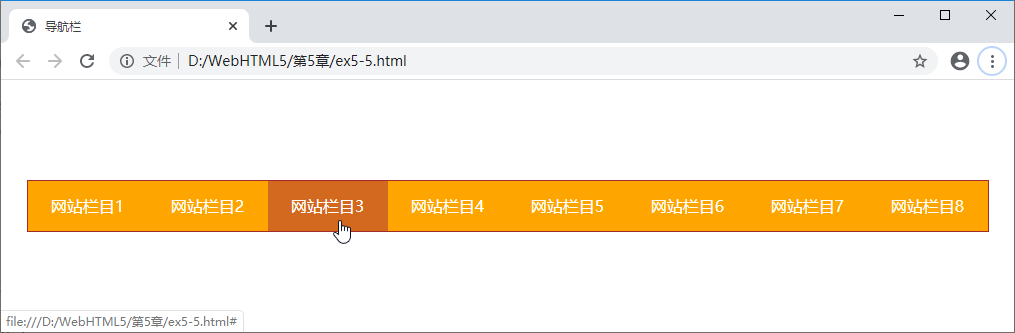 导航栏
文件 D:/WebHTML5/第5章/ex5-5.html
网站栏目1 网站栏目2 网站栏目3 网站栏目4 网站栏目5 网站栏目6 网站栏目7 网站栏目8
file:///D:/WebHTML5/第5章/ex5-5.html#